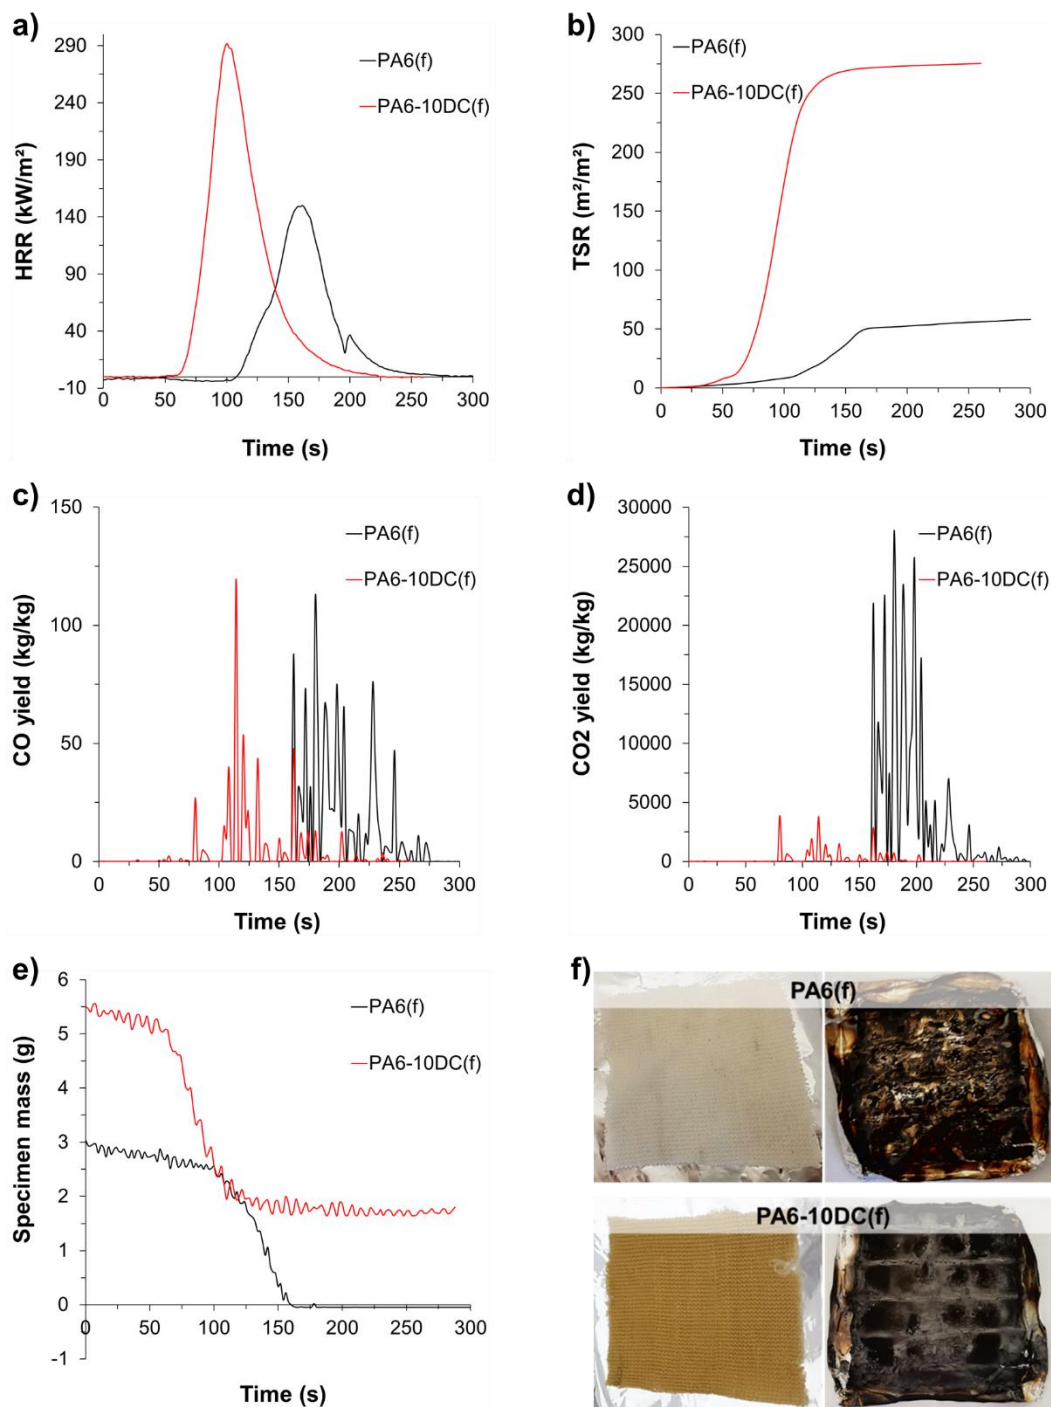 a)
HRR (kW/m²)
290
240
190
140
90
40
-10
0 50 100 150 200 250 300
Time (s)
PA6(f)
PA6-10DC(f)
b)
TSR (m²/m²)
300
250
200
150
100
50
0
0 50 100 150 200 250 300
Time (s)
PA6(f)
PA6-10DC(f)
c)
CO yield (kg/kg)
150
100
50
0
0 50 100 150 200 250 300
Time (s)
PA6(f)
PA6-10DC(f)
d)
CO2 yield (kg/kg)
30000
25000
20000
15000
10000
5000
0
0 50 100 150 200 250 300
Time (s)
PA6(f)
PA6-10DC(f)
e)
Specimen mass (g)
6
5
4
3
2
1
0
-1
0 50 100 150 200 250 300
Time (s)
PA6(f)
PA6-10DC(f)
f)
PA6(f)
PA6-10DC(f)